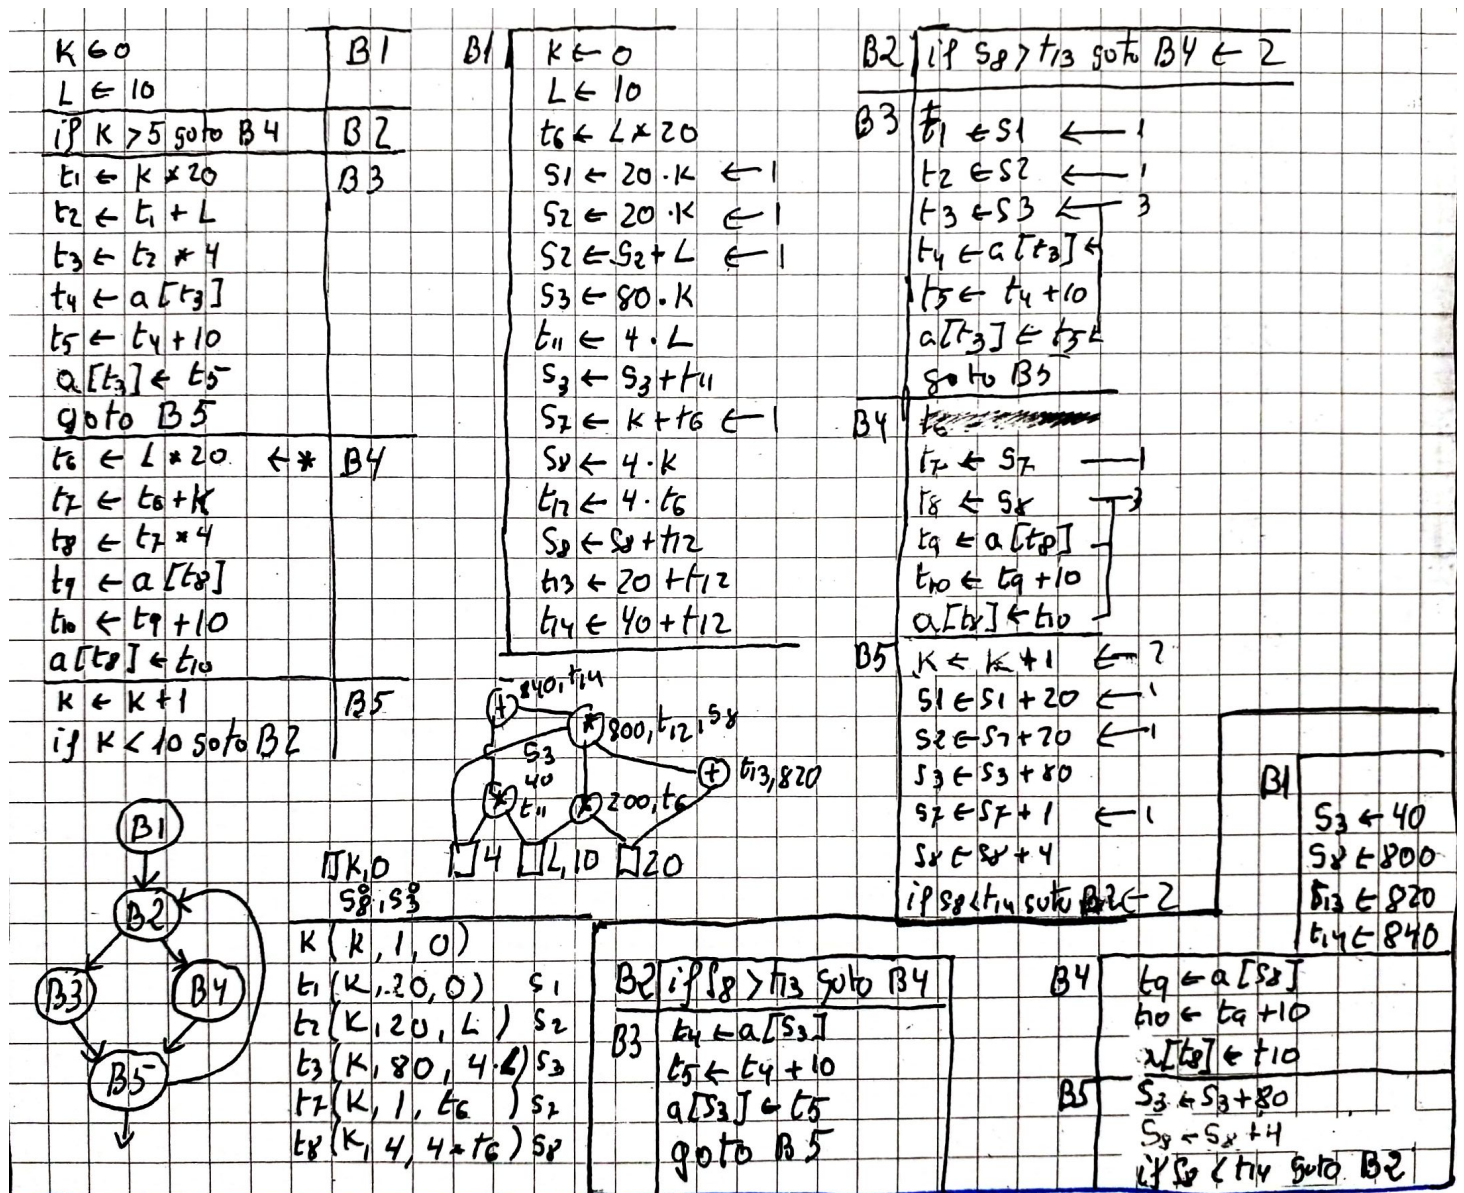 K ← 0 B1
L ← 10
if K > 5 goto B4 B2
t1 ← K * 20 B3
t2 ← t1 + L
t3 ← t2 * 4
t4 ← a[t3]
t5 ← t4 + 10
a[t3] ← t5
goto B5
t6 ← L * 20 ← * B4
t7 ← t6 + K
t8 ← t7 * 4
t9 ← a[t8]
t10 ← t9 + 10
a[t8] ← t10
K ← K + 1 B5
if K < 10 goto B2
B1
B2
B3 B4
B5
B1 K ← 0
L ← 10
t6 ← L * 20
S1 ← 20 · K ← 1
S2 ← 20 · K ← 1
S2 ← S2 + L ← 1
S3 ← 80 · K
t11 ← 4 · L
S3 ← S3 + t11
S7 ← K + t6 ← 1
S8 ← 4 · K
t12 ← 4 · t6
S8 ← S8 + t12
t13 ← 20 + t12
t14 ← 40 + t12
+ 840, t14
* 800, t12, S8
S3
40
t11
* + t13, 820
* 200, t6
K, 0 4 L, 10 20
S8°, S3°
K (K, 1, 0)
t1 (K, 20, 0) S1
t2 (K, 20, L) S2
t3 (K, 80, 4·L) S3
t7 (K, 1, t6) S7
t8 (K, 4, 4*t6) S8
B2 if S8 > t13 goto B4 ← 2
B3 t1 ← S1 ← 1
t2 ← S2 ← 1
t3 ← S3 ← 3
t4 ← a[t3] ←
t5 ← t4 + 10
a[t3] ← t5 ←
goto B5
B4
t7 ← S7 — 1
t8 ← S8 — 3
t9 ← a[t8]
t10 ← t9 + 10
a[t8] ← t10
B5 K ← K + 1 ← 2
S1 ← S1 + 20 ← 1
S2 ← S2 + 20 ← 1
S3 ← S3 + 80
S7 ← S7 + 1 ← 1
S8 ← S8 + 4
if S8 < t14 goto B2 ← 2
B1
S3 ← 40
S8 ← 800
t13 ← 820
t14 ← 840
B2 if S8 > t13 goto B4
B3 t4 ← a[S3]
t5 ← t4 + 10
a[S3] ← t5
goto B5
B4 t9 ← a[S8]
t10 ← t9 + 10
a[t8] ← t10
B5 S3 ← S3 + 80
S8 ← S8 + 4
if S8 < t14 goto B2